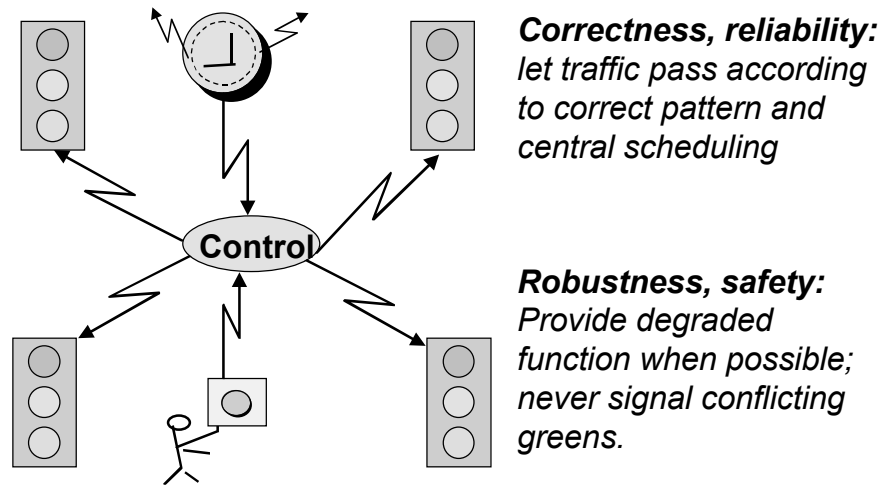 Correctness, reliability:
let traffic pass according
to correct pattern and
central scheduling
Control
Robustness, safety:
Provide degraded
function when possible;
never signal conflicting
greens.